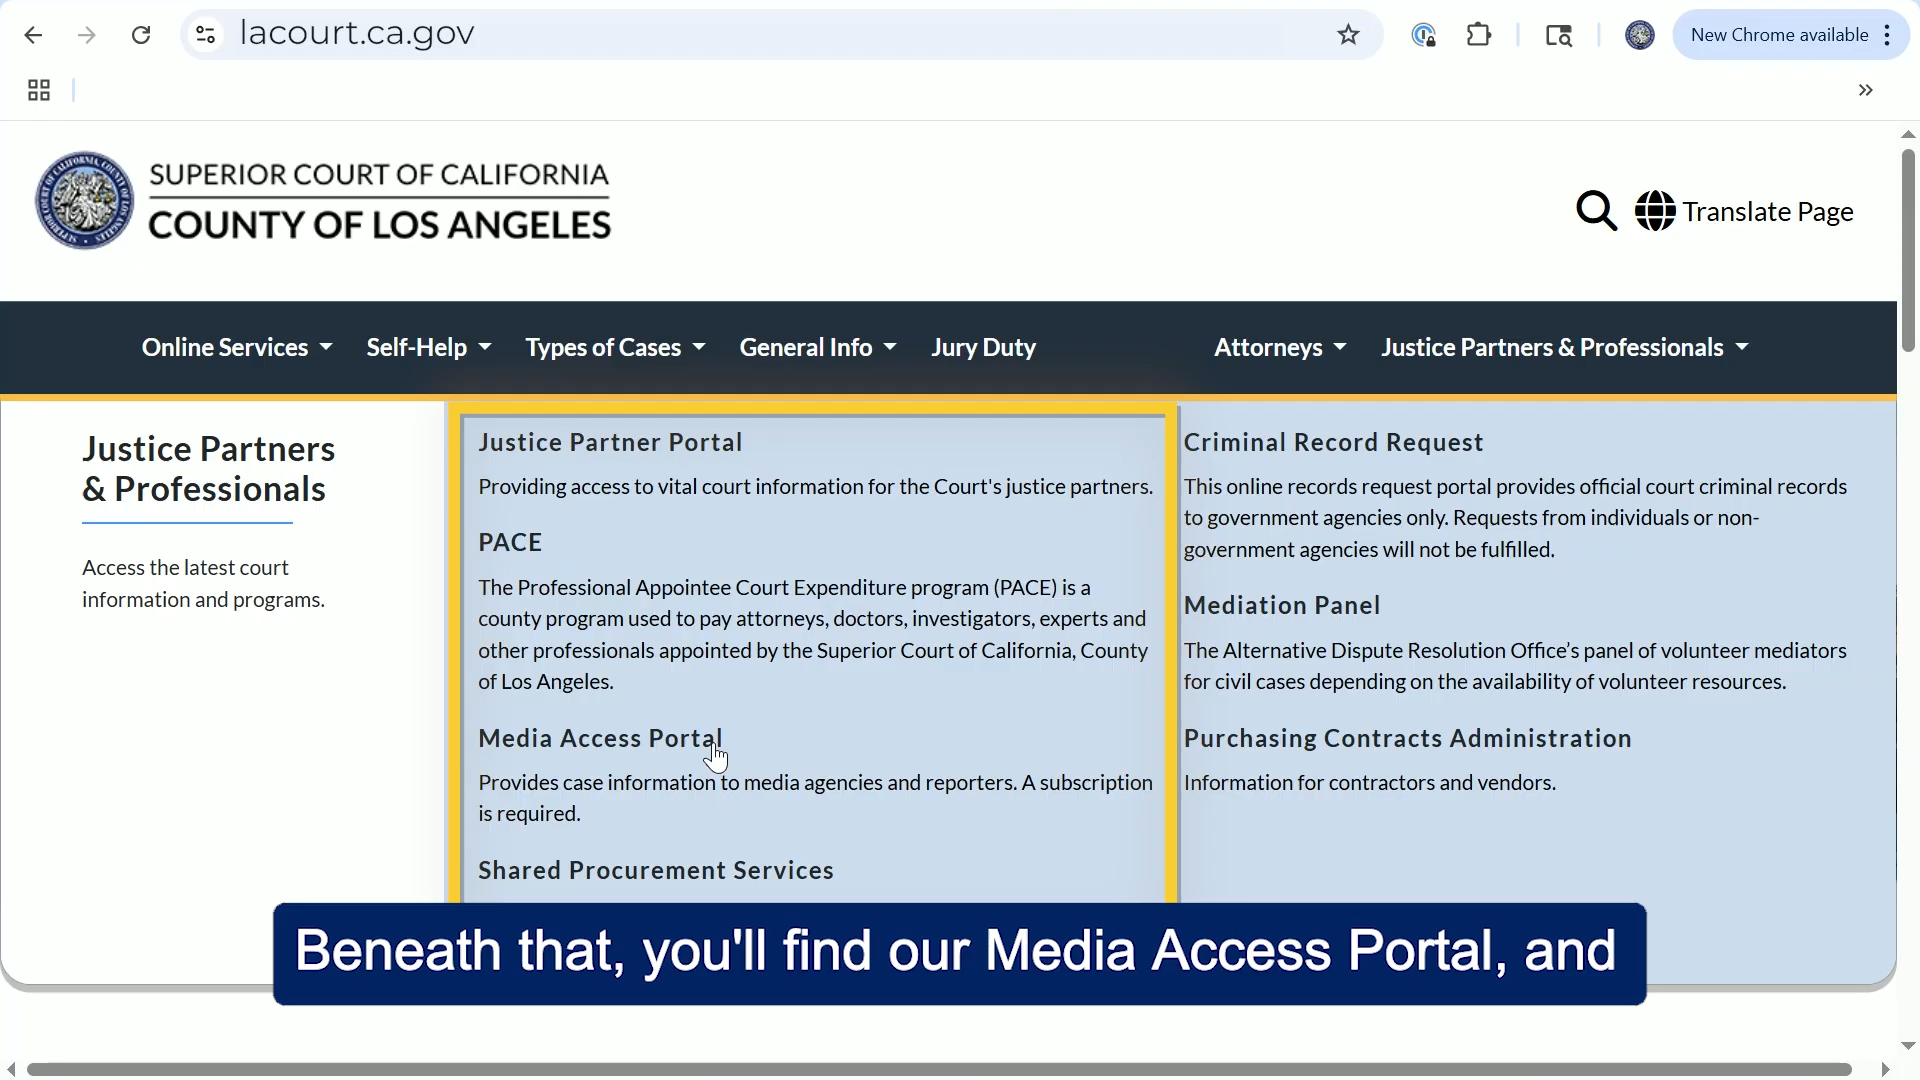 lacourt.ca.gov
New Chrome available
SUPERIOR COURT OF CALIFORNIA
COUNTY OF LOS ANGELES
Translate Page
Online Services
Self-Help
Types of Cases
General Info
Jury Duty
Attorneys
Justice Partners & Professionals
Justice Partners
& Professionals
Access the latest court
information and programs.
Justice Partner Portal
Providing access to vital court information for the Court's justice partners.
PACE
The Professional Appointee Court Expenditure program (PACE) is a
county program used to pay attorneys, doctors, investigators, experts and
other professionals appointed by the Superior Court of California, County
of Los Angeles.
Media Access Portal
Provides case information to media agencies and reporters. A subscription
is required.
Shared Procurement Services
Criminal Record Request
This online records request portal provides official court criminal records
to government agencies only. Requests from individuals or non-
government agencies will not be fulfilled.
Mediation Panel
The Alternative Dispute Resolution Office’s panel of volunteer mediators
for civil cases depending on the availability of volunteer resources.
Purchasing Contracts Administration
Information for contractors and vendors.
Beneath that, you'll find our Media Access Portal, and